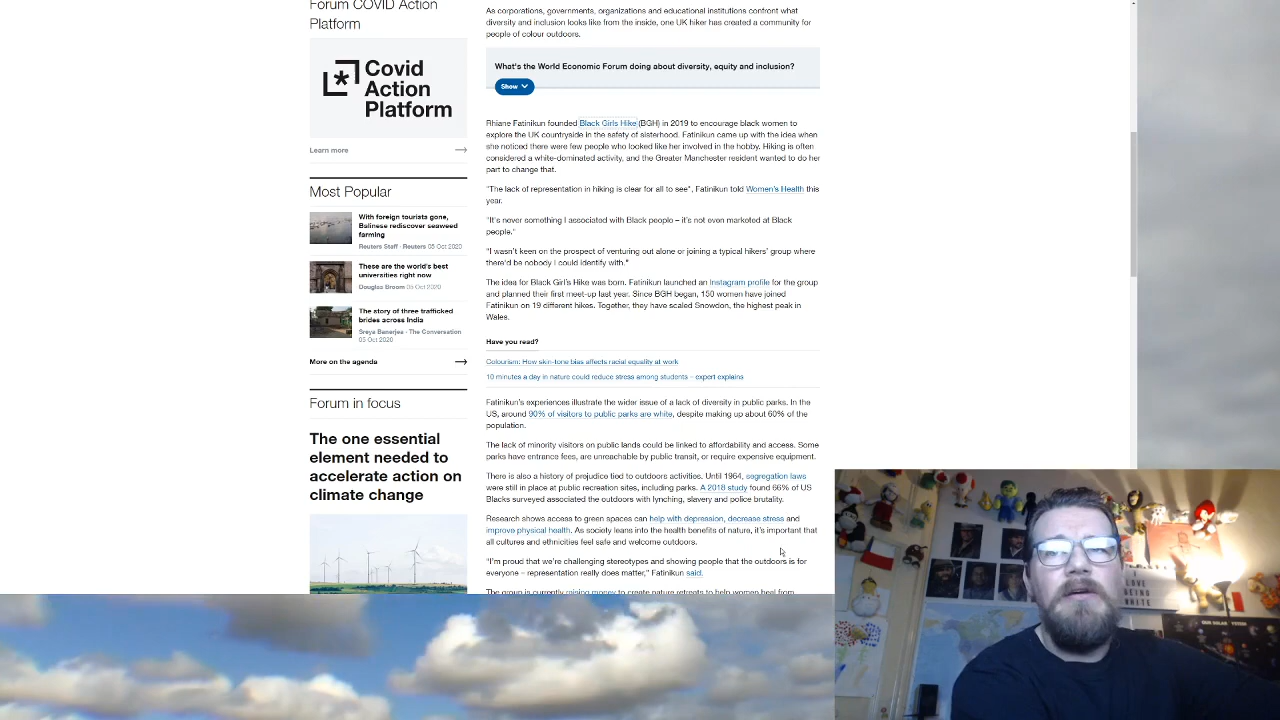 Forum COVID Action
Platform
Covid
Action
Platform
Learn more
Most Popular
With foreign tourists gone,
Balinese rediscover seaweed
farming
Reuters Staff · Reuters 05 Oct 2020
These are the world's best
universities right now
Douglas Broom 05 Oct 2020
The story of three trafficked
brides across India
Sreya Banerjea · The Conversation
05 Oct 2020
More on the agenda
Forum in focus
The one essential
element needed to
accelerate action on
climate change
As corporations, governments, organizations and educational institutions confront what
diversity and inclusion looks like from the inside, one UK hiker has created a community for
people of colour outdoors.
What's the World Economic Forum doing about diversity, equity and inclusion?
Show
Rhiane Fatinikun founded Black Girls Hike (BGH) in 2019 to encourage black women to
explore the UK countryside in the safety of sisterhood. Fatinikun came up with the idea when
she noticed there were few people who looked like her involved in the hobby. Hiking is often
considered a white-dominated activity, and the Greater Manchester resident wanted to do her
part to change that.
"The lack of representation in hiking is clear for all to see", Fatinikun told Women's Health this
year.
"It's never something I associated with Black people – it's not even marketed at Black
people."
"I wasn't keen on the prospect of venturing out alone or joining a typical hikers' group where
there'd be nobody I could identify with."
The idea for Black Girl's Hike was born. Fatinikun launched an Instagram profile for the group
and planned their first meet-up last year. Since BGH began, 150 women have joined
Fatinikun on 19 different hikes. Together, they have scaled Snowdon, the highest peak in
Wales.
Have you read?
Colourism: How skin-tone bias affects racial equality at work
10 minutes a day in nature could reduce stress among students – expert explains
Fatinikun's experiences illustrate the wider issue of a lack of diversity in public parks. In the
US, around 90% of visitors to public parks are white, despite making up about 60% of the
population.
The lack of minority visitors on public lands could be linked to affordability and access. Some
parks have entrance fees, are unreachable by public transit, or require expensive equipment.
There is also a history of prejudice tied to outdoors activities. Until 1964, segregation laws
were still in place at public recreation sites, including parks. A 2018 study found 66% of US
Blacks surveyed associated the outdoors with lynching, slavery and police brutality.
Research shows access to green spaces can help with depression, decrease stress and
improve physical health. As society leans into the health benefits of nature, it's important that
all cultures and ethnicities feel safe and welcome outdoors.
"I'm proud that we're challenging stereotypes and showing people that the outdoors is for
everyone – representation really does matter," Fatinikun said.
The group is currently raising money to create nature retreats to help women heal from
LOVE
BEING
WHITE